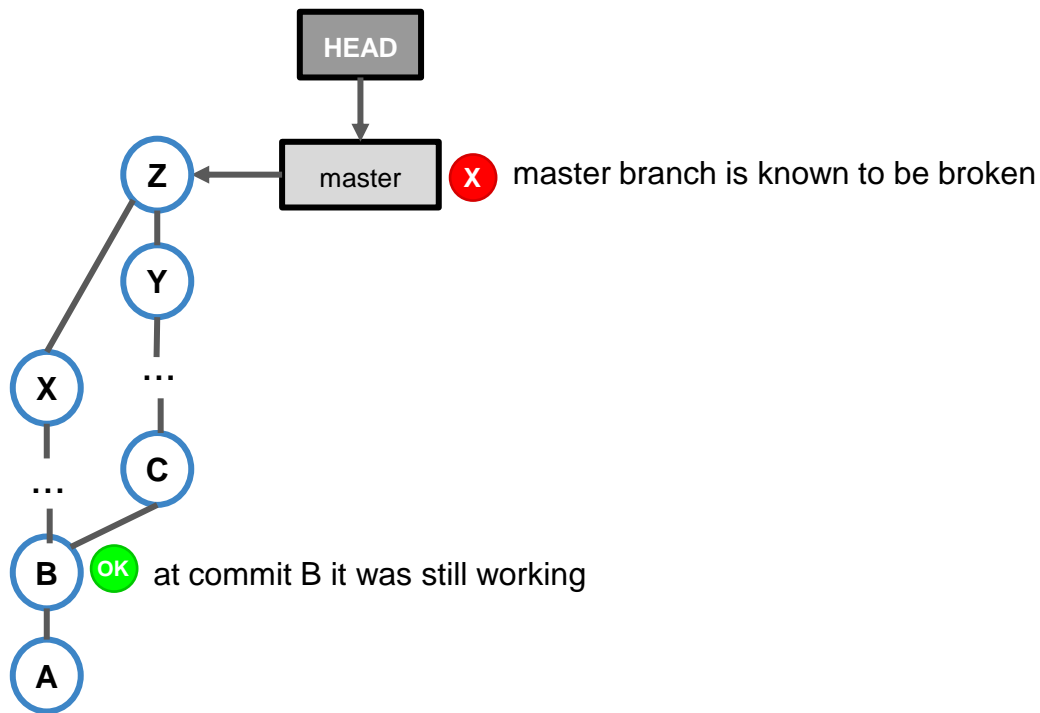 HEAD
Z
master
X
master branch is known to be broken
Y
...
X
C
...
B
OK
at commit B it was still working
A